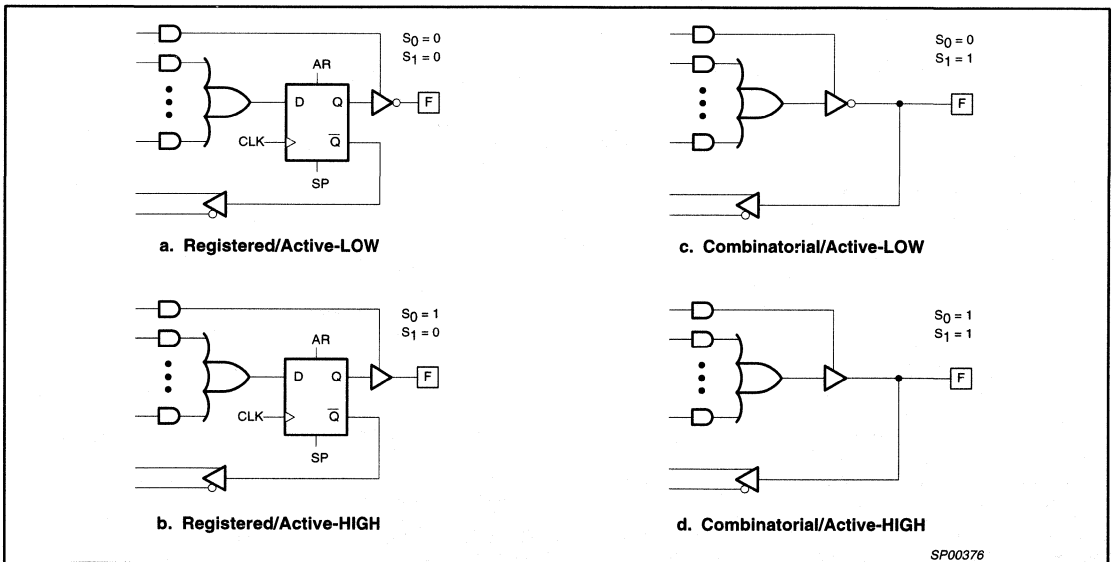 S0 = 0
S1 = 0
AR
D Q
F
CLK
Q
SP
a. Registered/Active-LOW
S0 = 0
S1 = 1
F
c. Combinatorial/Active-LOW
S0 = 1
S1 = 0
AR
D Q
F
CLK
Q
SP
b. Registered/Active-HIGH
S0 = 1
S1 = 1
F
d. Combinatorial/Active-HIGH
SP00376